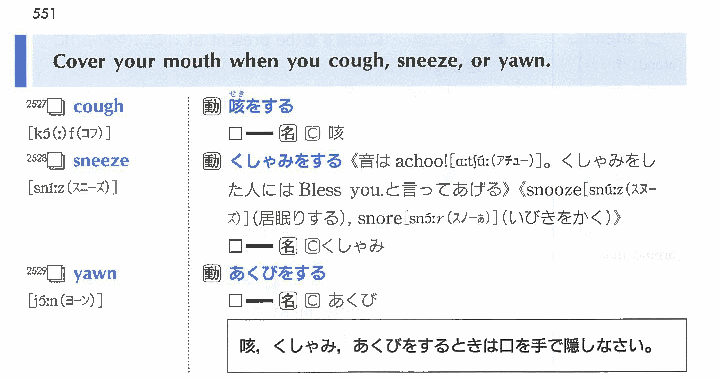 551
Cover your mouth when you cough, sneeze, or yawn.
2527 cough
動 咳をする
せき
[kɔ́(ː)f(コフ)]
□━ 名 C 咳
2528 sneeze
動 くしゃみをする《音は achoo![ɑːtʃúː(アチュー)]。くしゃみをし
[sníːz(スニーズ)]
た人には Bless you.と言ってあげる》《snooze[snúːz(スヌー
ズ)](居眠りする), snore[snɔ́ːr(スノーあ)](いびきをかく)》
□━ 名 Cくしゃみ
2529 yawn
動 あくびをする
[jɔ́ːn(ヨーン)]
□━ 名 C あくび
咳，くしゃみ，あくびをするときは口を手で隠しなさい。